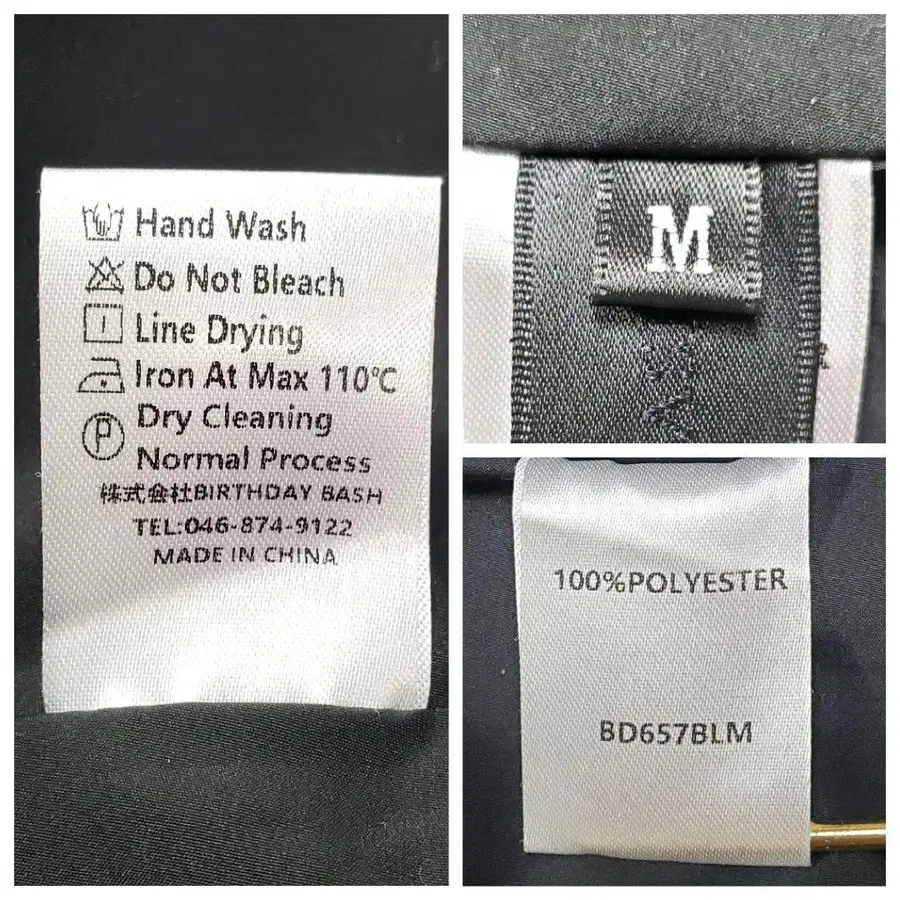 Hand Wash
Do Not Bleach
Line Drying
Iron At Max 110℃
Dry Cleaning
Normal Process
株式会社BIRTHDAY BASH
TEL:046-874-9122
MADE IN CHINA
M
100%POLYESTER
BD657BLM